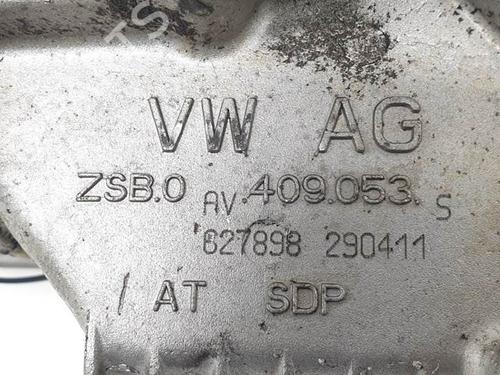 VW AG
ZSB.0 AV 409.053. S
627898 290411
/ AT SDP